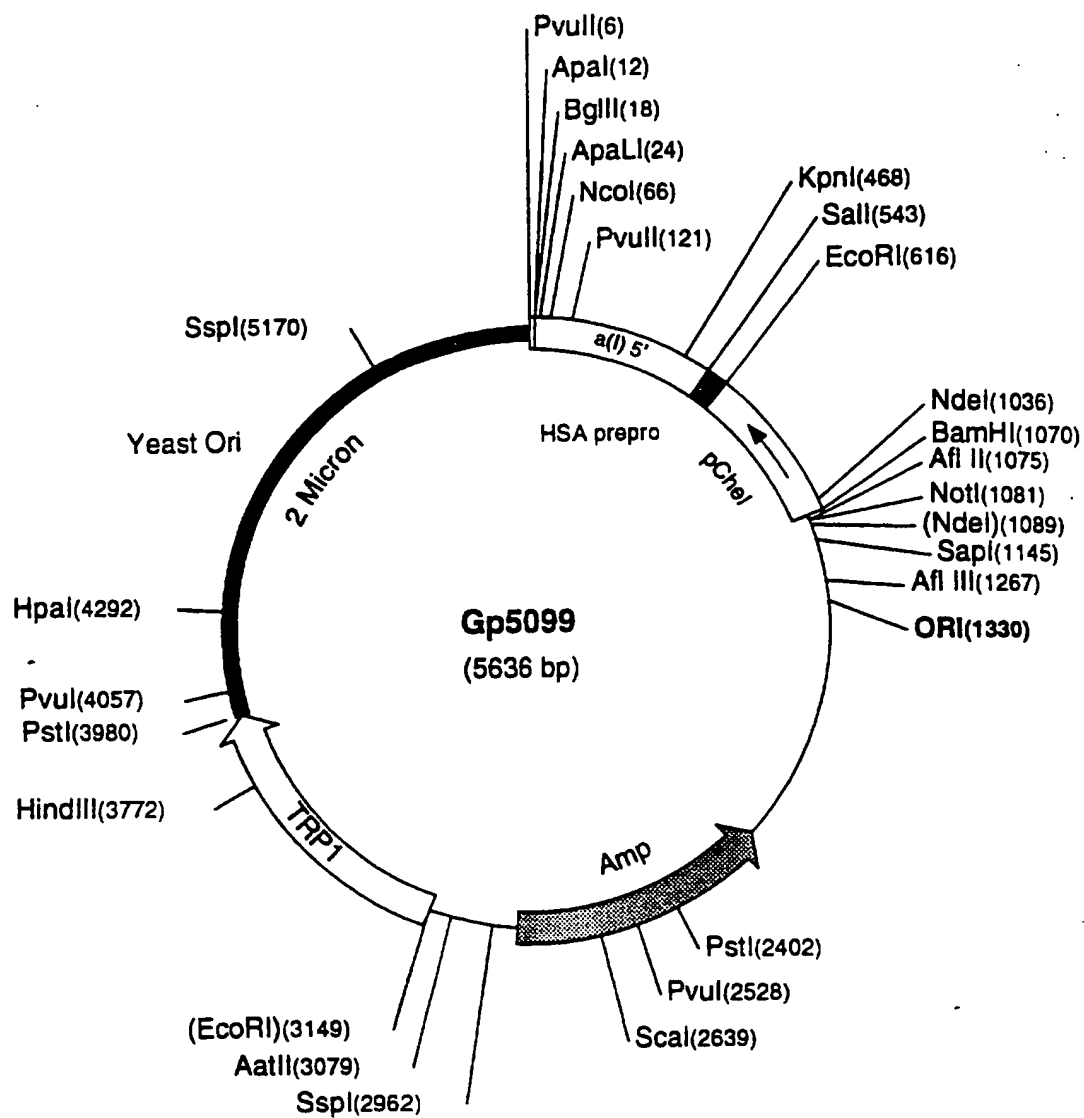 PvuII(6)
ApaI(12)
BglII(18)
ApaLI(24)
NcoI(66)
PvuII(121)
KpnI(468)
SalI(543)
EcoRI(616)
SspI(5170)
a(I) 5'
Yeast Ori
2 Micron
HSA prepro
pCheI
NdeI(1036)
BamHI(1070)
Afl II(1075)
NotI(1081)
(NdeI)(1089)
SapI(1145)
Afl III(1267)
ORI(1330)
HpaI(4292)
Gp5099
(5636 bp)
PvuI(4057)
PstI(3980)
HindIII(3772)
TRP1
Amp
PstI(2402)
PvuI(2528)
ScaI(2639)
(EcoRI)(3149)
AatII(3079)
SspI(2962)